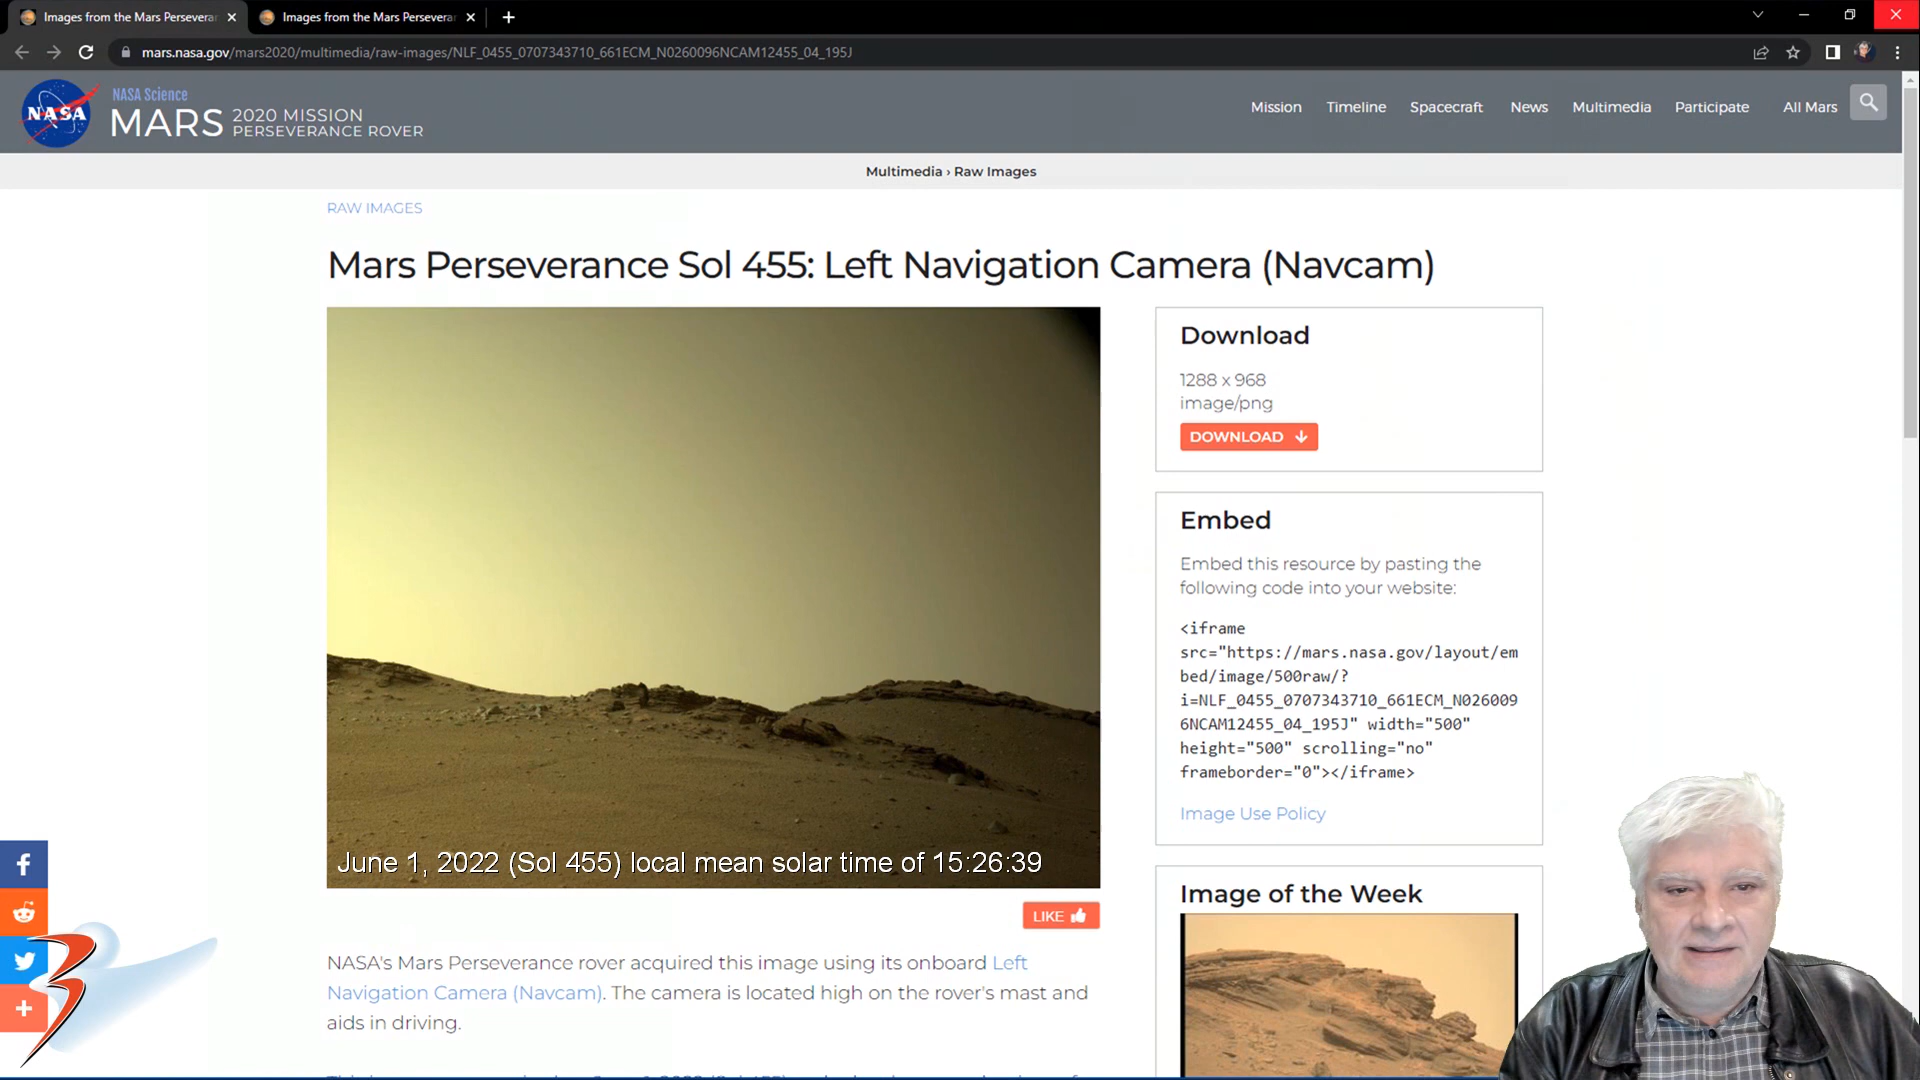 Images from the Mars Persevera
Images from the Mars Persevera
mars.nasa.gov/mars2020/multimedia/raw-images/NLF_0455_0707343710_661ECM_N0260096NCAM12455_04_195J
NASA
NASA Science
MARS
2020 MISSION
PERSEVERANCE ROVER
Mission
Timeline
Spacecraft
News
Multimedia
Participate
All Mars
Multimedia › Raw Images
RAW IMAGES
Mars Perseverance Sol 455: Left Navigation Camera (Navcam)
June 1, 2022 (Sol 455) local mean solar time of 15:26:39
LIKE
NASA's Mars Perseverance rover acquired this image using its onboard Left
Navigation Camera (Navcam). The camera is located high on the rover's mast and
aids in driving.
Download
1288 x 968
image/png
DOWNLOAD
Embed
Embed this resource by pasting the
following code into your website:
<iframe
src="https://mars.nasa.gov/layout/em
bed/image/500raw/?
i=NLF_0455_0707343710_661ECM_N026009
6NCAM12455_04_195J" width="500"
height="500" scrolling="no"
frameborder="0"></iframe>
Image Use Policy
Image of the Week